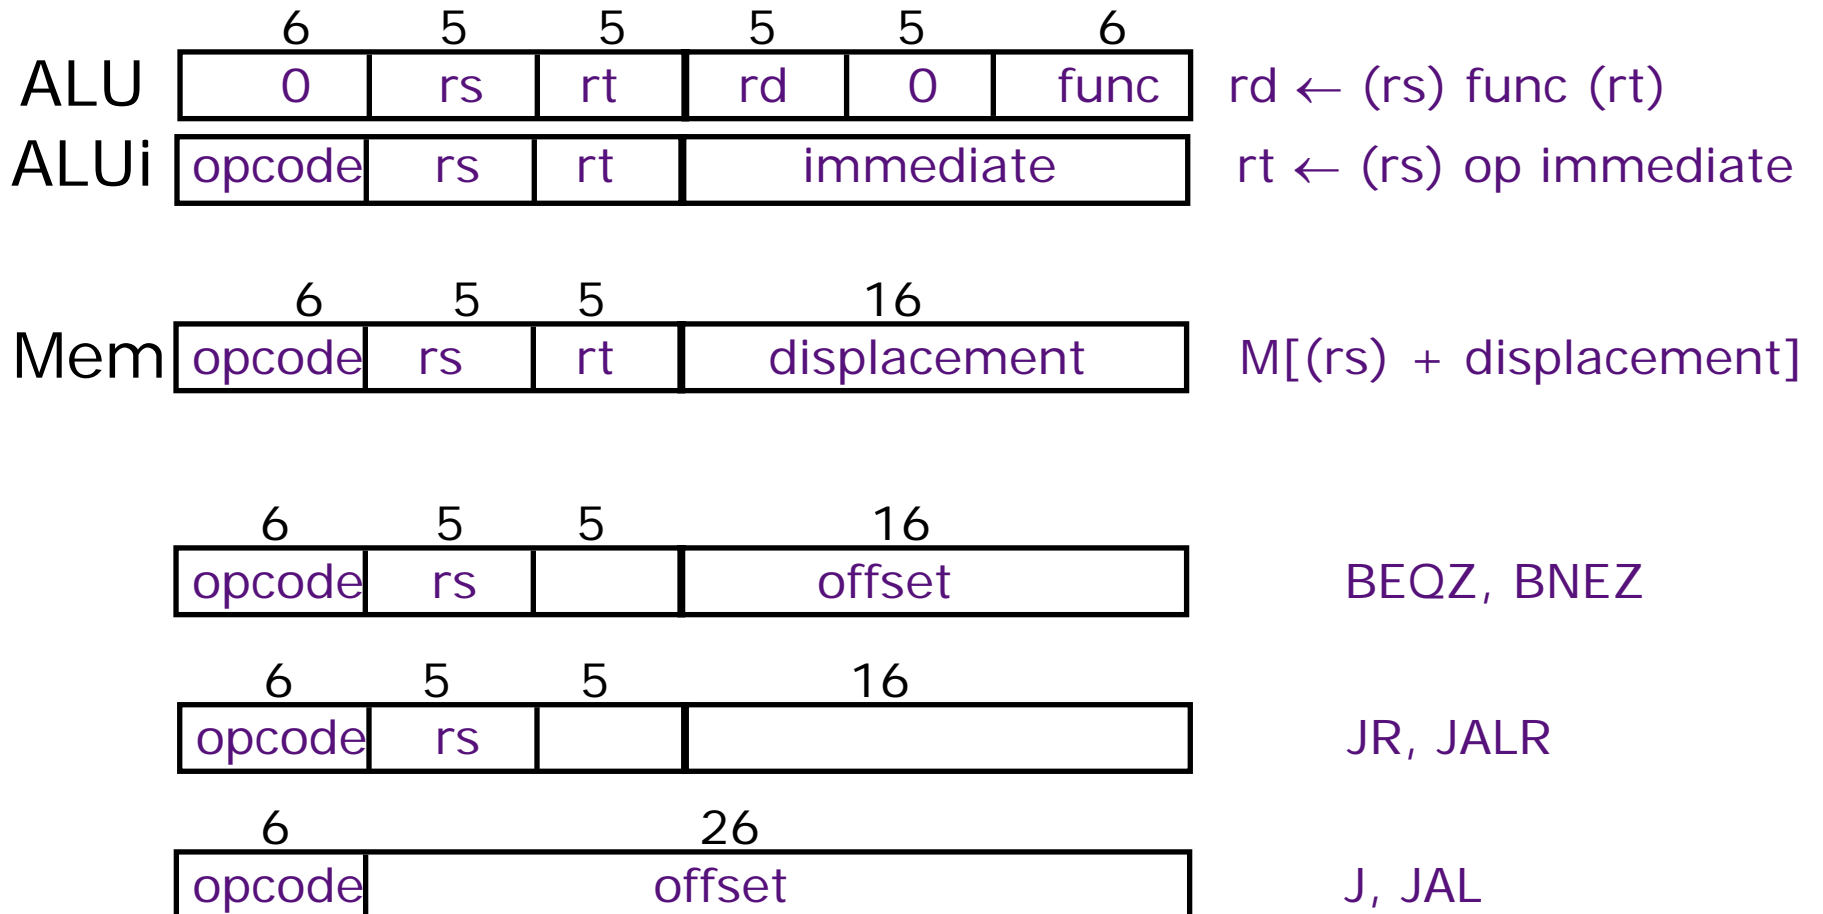 6 5 5 5 5 6
ALU 0 rs rt rd 0 func rd ← (rs) func (rt)
ALUi opcode rs rt immediate rt ← (rs) op immediate
6 5 5 16
Mem opcode rs rt displacement M[(rs) + displacement]
6 5 5 16
opcode rs offset BEQZ, BNEZ
6 5 5 16
opcode rs JR, JALR
6 26
opcode offset J, JAL